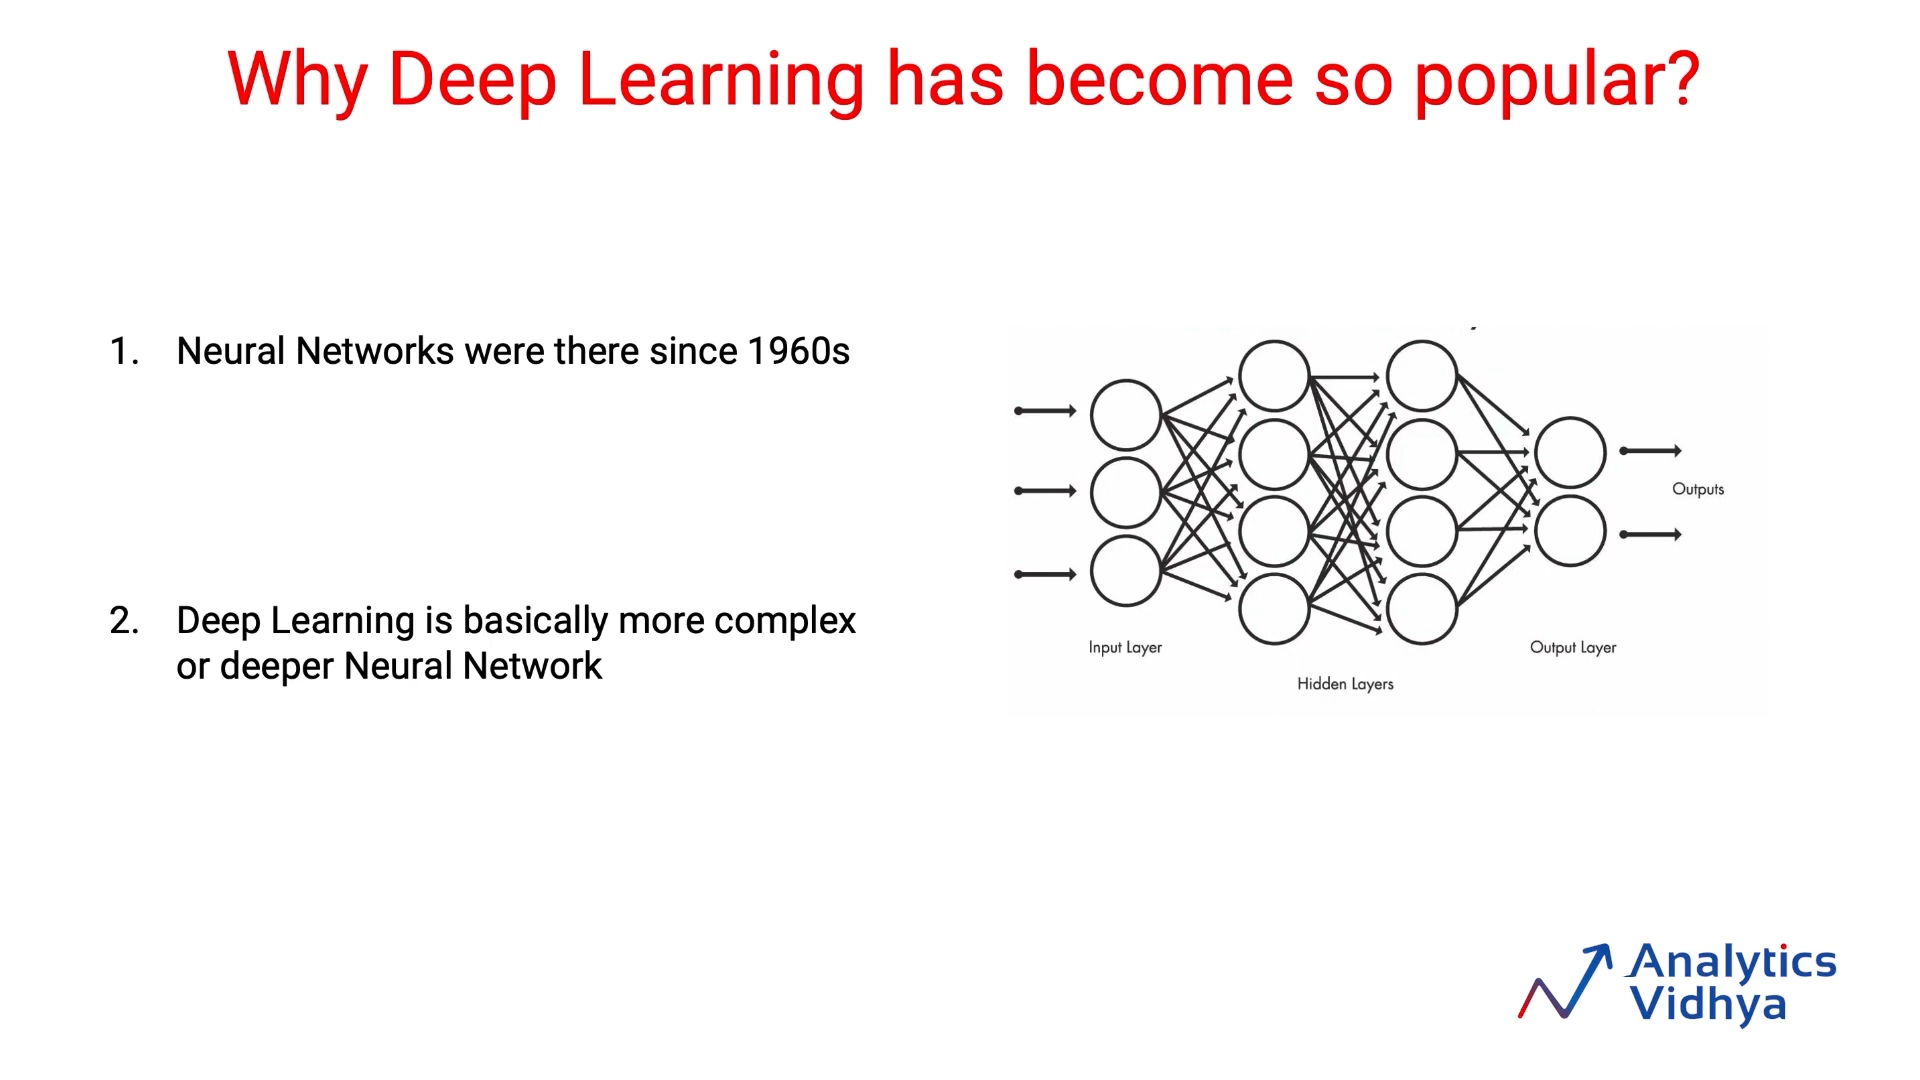 Why Deep Learning has become so popular?
1. Neural Networks were there since 1960s
2. Deep Learning is basically more complex
or deeper Neural Network
Outputs
Input Layer
Output Layer
Hidden Layers
Analytics
Vidhya